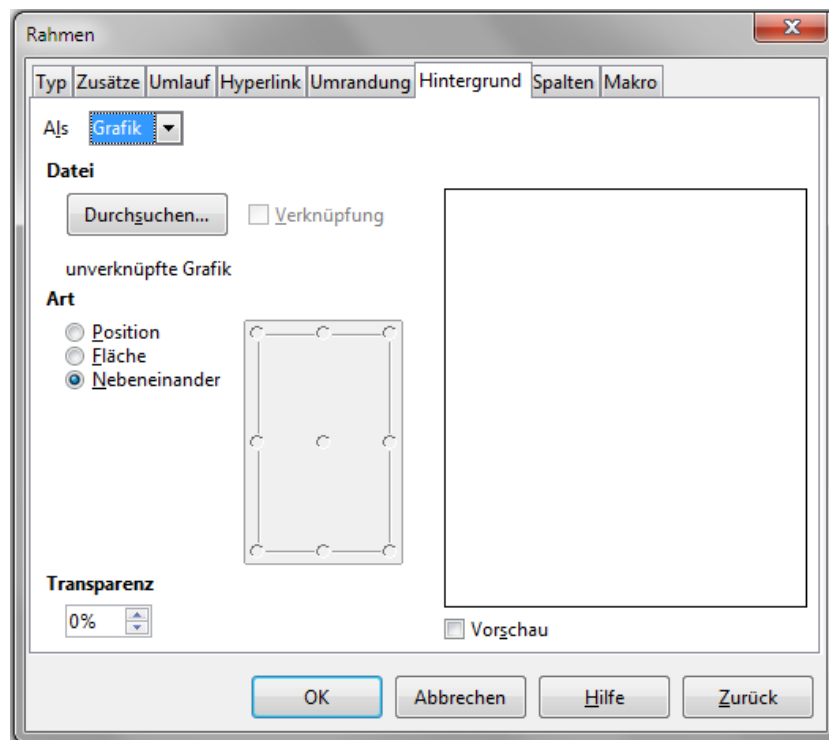 Rahmen
Typ Zusätze Umlauf Hyperlink Umrandung Hintergrund Spalten Makro
Als Grafik
Datei
Durchsuchen... Verknüpfung
unverknüpfte Grafik
Art
Position
Fläche
Nebeneinander
Transparenz
0%
Vorschau
OK Abbrechen Hilfe Zurück